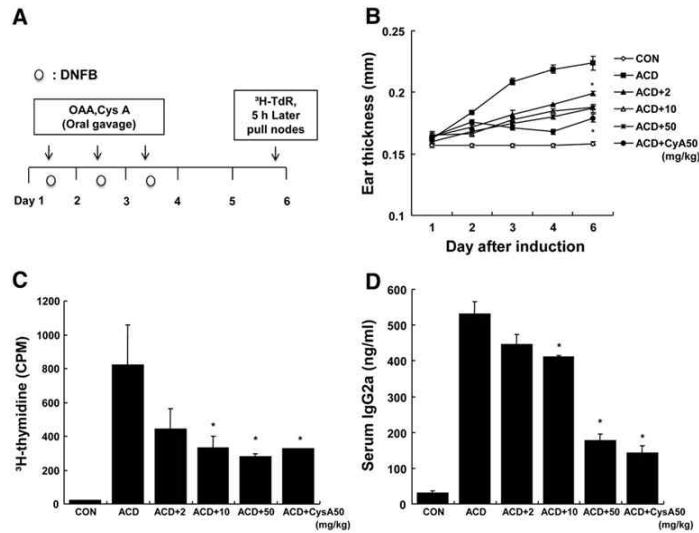 A
○ : DNFB
OAA,Cys A
(Oral gavage)
³H-TdR,
5 h Later
pull nodes
Day 1 2 3 4 5 6
B
Ear thickness (mm)
0.25
0.2
0.15
0.1
1 2 3 4 6
Day after induction
CON
ACD
ACD+2
ACD+10
ACD+50
ACD+CyA50
(mg/kg)
*
*
C
³H-thymidine (CPM)
1200
1000
800
600
400
200
0
* * *
CON ACD ACD+2 ACD+10 ACD+50 ACD+CysA50
(mg/kg)
D
Serum IgG2a (ng/ml)
600
500
400
300
200
100
0
*
* *
CON ACD ACD+2 ACD+10 ACD+50 ACD+CysA50
(mg/kg)